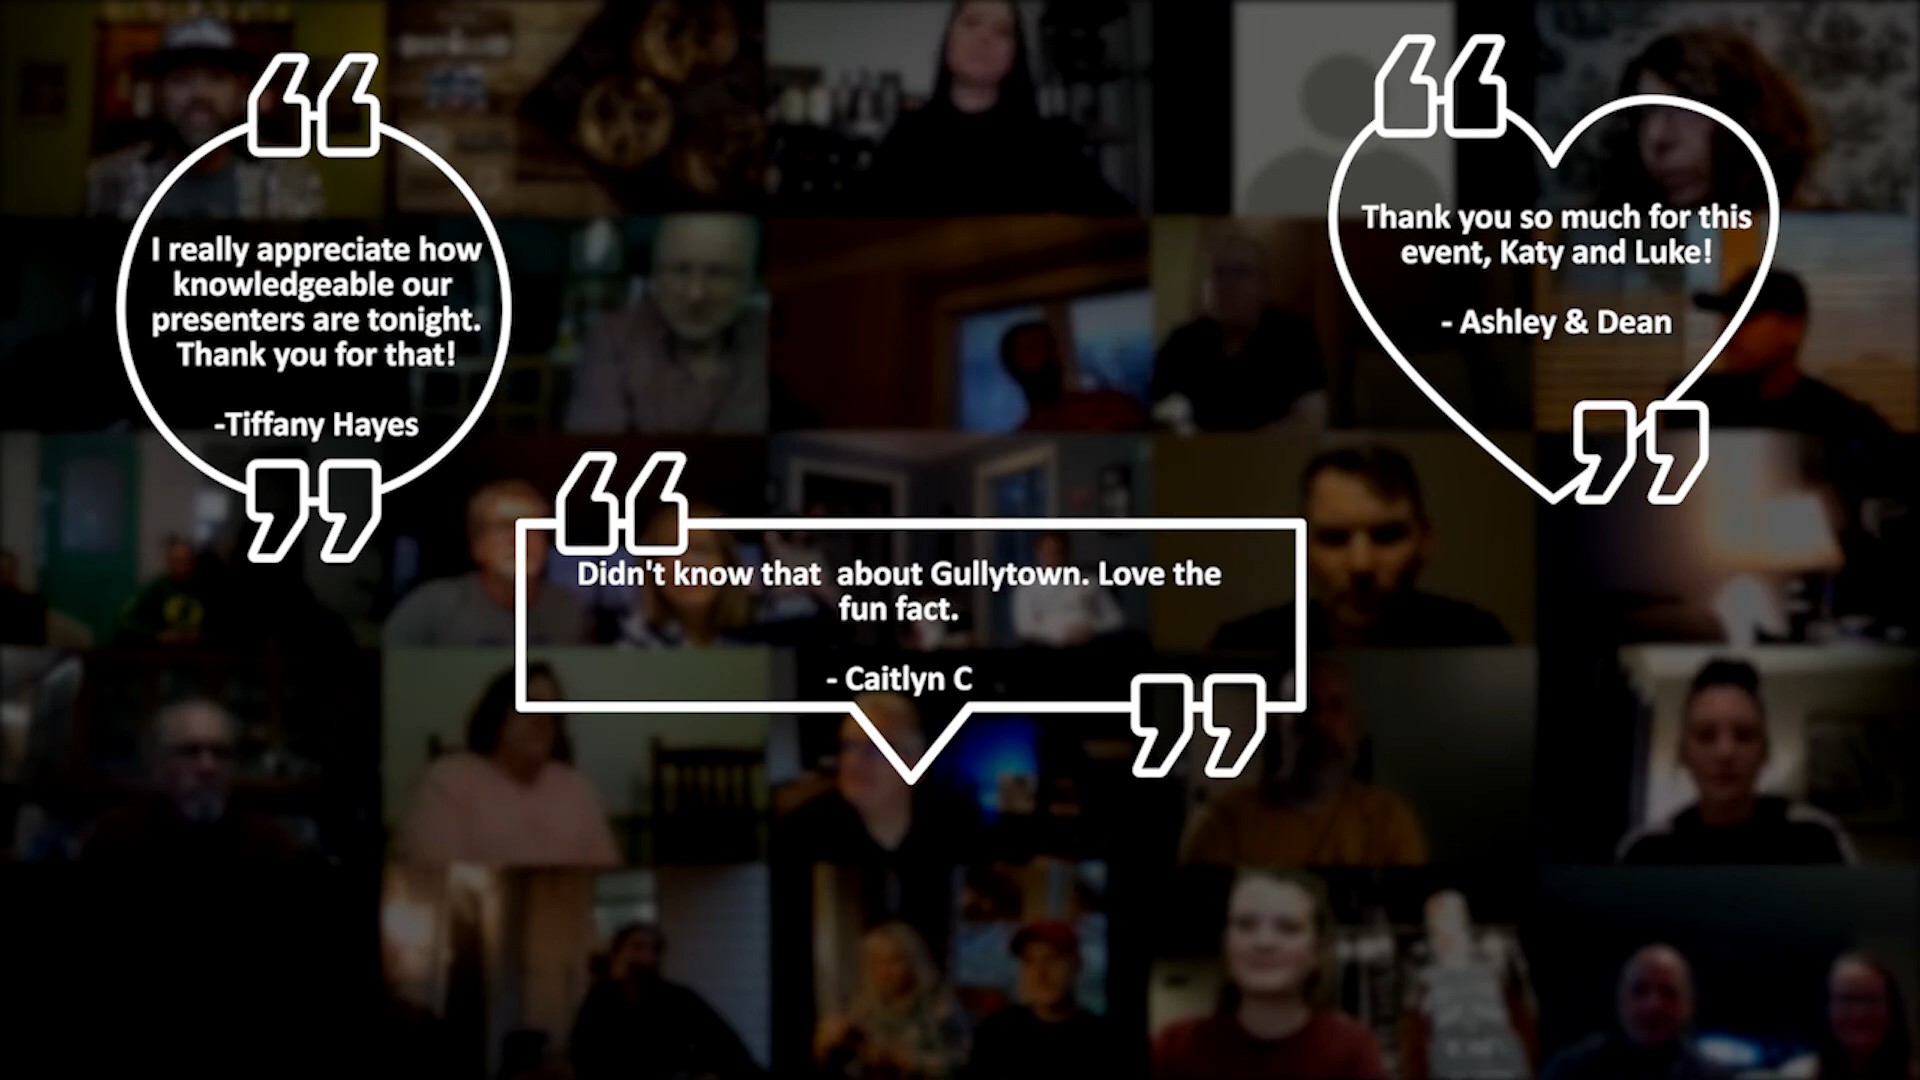 I really appreciate how
knowledgeable our
presenters are tonight.
Thank you for that!
-Tiffany Hayes
Thank you so much for this
event, Katy and Luke!
- Ashley & Dean
Didn't know that  about Gullytown. Love the
fun fact.
- Caitlyn C